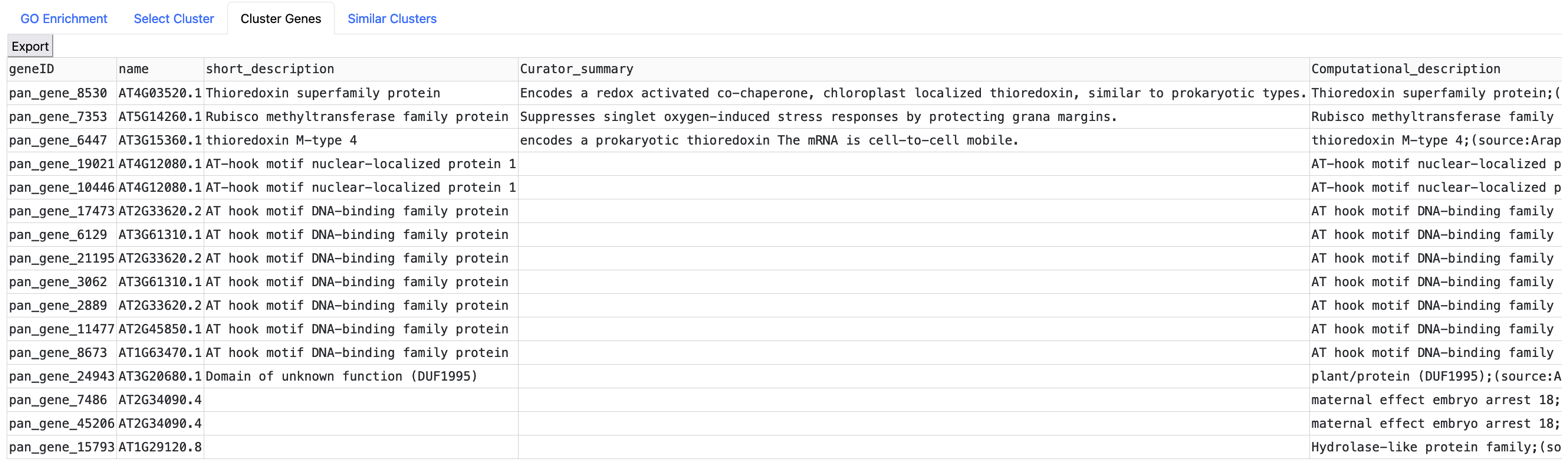 GO Enrichment Select Cluster Cluster Genes Similar Clusters
Export
geneID name short_description Curator_summary Computational_description
pan_gene_8530 AT4G03520.1 Thioredoxin superfamily protein Encodes a redox activated co-chaperone, chloroplast localized thioredoxin, similar to prokaryotic types. Thioredoxin superfamily protein;(
pan_gene_7353 AT5G14260.1 Rubisco methyltransferase family protein Suppresses singlet oxygen-induced stress responses by protecting grana margins. Rubisco methyltransferase family
pan_gene_6447 AT3G15360.1 thioredoxin M-type 4 encodes a prokaryotic thioredoxin The mRNA is cell-to-cell mobile. thioredoxin M-type 4;(source:Arap
pan_gene_19021 AT4G12080.1 AT-hook motif nuclear-localized protein 1 AT-hook motif nuclear-localized p
pan_gene_10446 AT4G12080.1 AT-hook motif nuclear-localized protein 1 AT-hook motif nuclear-localized p
pan_gene_17473 AT2G33620.2 AT hook motif DNA-binding family protein AT hook motif DNA-binding family
pan_gene_6129 AT3G61310.1 AT hook motif DNA-binding family protein AT hook motif DNA-binding family
pan_gene_21195 AT2G33620.2 AT hook motif DNA-binding family protein AT hook motif DNA-binding family
pan_gene_3062 AT3G61310.1 AT hook motif DNA-binding family protein AT hook motif DNA-binding family
pan_gene_2889 AT2G33620.2 AT hook motif DNA-binding family protein AT hook motif DNA-binding family
pan_gene_11477 AT2G45850.1 AT hook motif DNA-binding family protein AT hook motif DNA-binding family
pan_gene_8673 AT1G63470.1 AT hook motif DNA-binding family protein AT hook motif DNA-binding family
pan_gene_24943 AT3G20680.1 Domain of unknown function (DUF1995) plant/protein (DUF1995);(source:A
pan_gene_7486 AT2G34090.4 maternal effect embryo arrest 18;
pan_gene_45206 AT2G34090.4 maternal effect embryo arrest 18;
pan_gene_15793 AT1G29120.8 Hydrolase-like protein family;(so